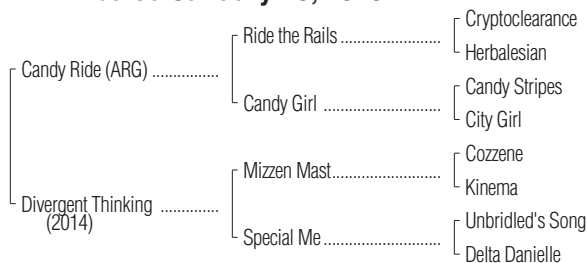 Cryptoclearance
Ride the Rails
Herbalesian
Candy Ride (ARG)
Candy Stripes
Candy Girl
City Girl
Cozzene
Mizzen Mast
Kinema
Divergent Thinking
(2014)
Unbridled's Song
Special Me
Delta Danielle